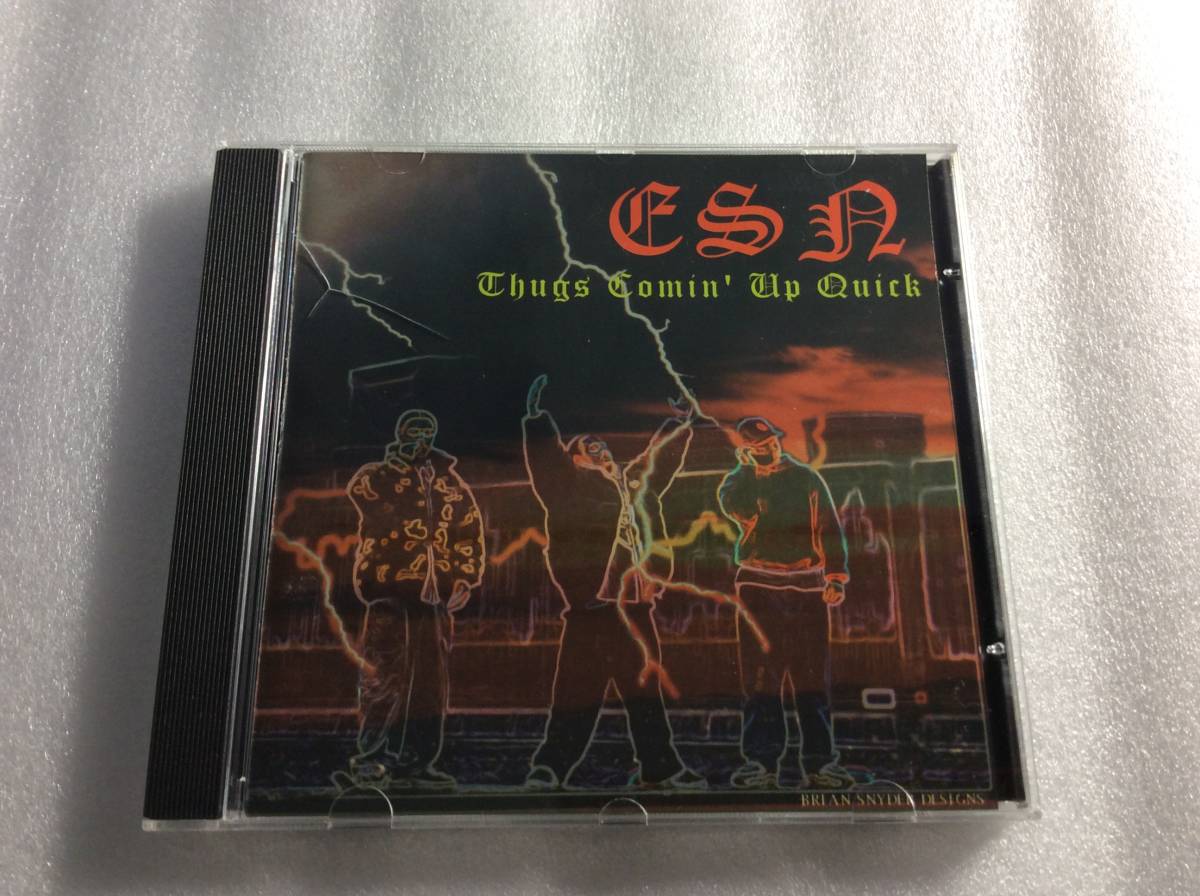 ESN
Thugs Comin' Up Quick
BRIAN SNYDER DESIGNS